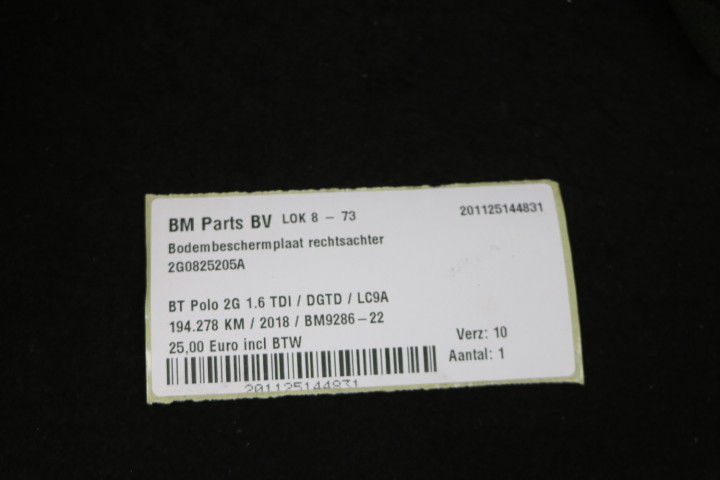 BM Parts BV LOK 8 - 73 201125144831
Bodembeschermplaat rechtsachter
2G0825205A
BT Polo 2G 1.6 TDI / DGTD / LC9A
194.278 KM / 2018 / BM9286-22
25,00 Euro incl BTW
Verz: 10
Aantal: 1
201125144831